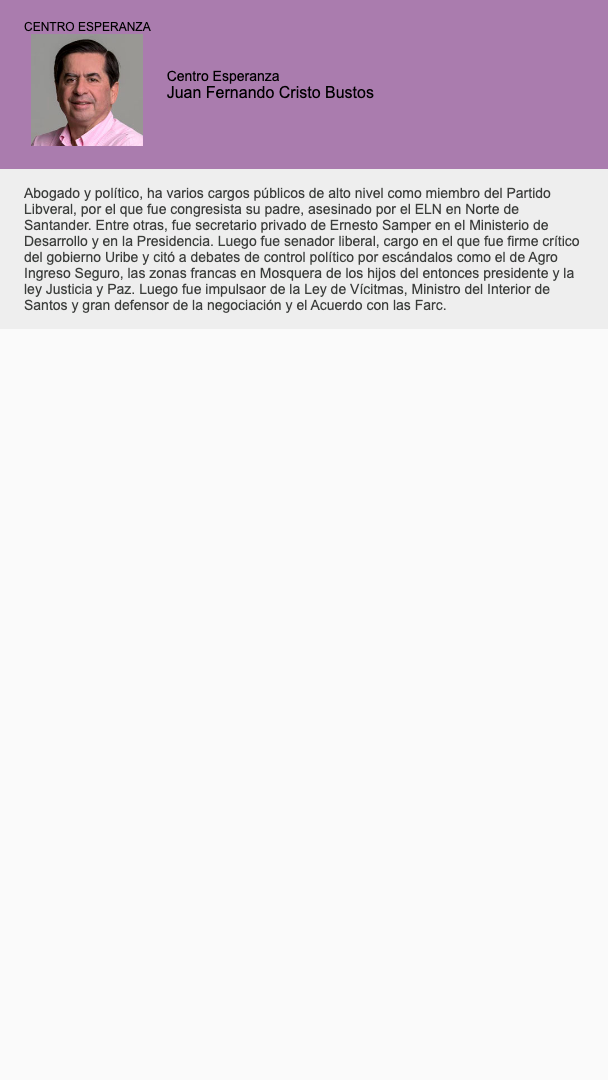 CENTRO ESPERANZA
Centro Esperanza
Juan Fernando Cristo Bustos
Abogado y político, ha varios cargos públicos de alto nivel como miembro del Partido
Libveral, por el que fue congresista su padre, asesinado por el ELN en Norte de
Santander. Entre otras, fue secretario privado de Ernesto Samper en el Ministerio de
Desarrollo y en la Presidencia. Luego fue senador liberal, cargo en el que fue firme crítico
del gobierno Uribe y citó a debates de control político por escándalos como el de Agro
Ingreso Seguro, las zonas francas en Mosquera de los hijos del entonces presidente y la
ley Justicia y Paz. Luego fue impulsaor de la Ley de Vícitmas, Ministro del Interior de
Santos y gran defensor de la negociación y el Acuerdo con las Farc.